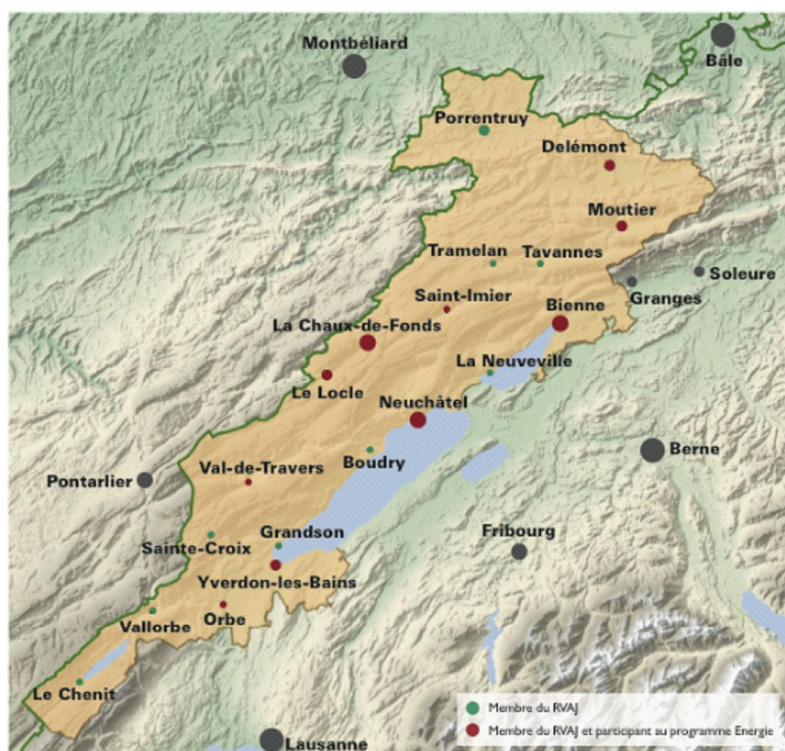 Montbéliard
Bâle
Porrentruy
Delémont
Moutier
Tramelan
Tavannes
Soleure
Saint-Imier
Granges
Bienne
La Chaux-de-Fonds
La Neuveville
Le Locle
Neuchâtel
Berne
Boudry
Val-de-Travers
Pontarlier
Fribourg
Grandson
Sainte-Croix
Yverdon-les-Bains
Orbe
Vallorbe
Le Chenit
Membre du RVAJ
Membre du RVAJ et participant au programme Energie
Lausanne